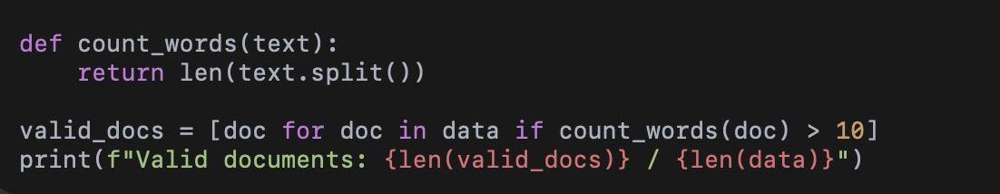 def count_words(text):
    return len(text.split())
valid_docs = [doc for doc in data if count_words(doc) > 10]
print(f"Valid documents: {len(valid_docs)} / {len(data)}")